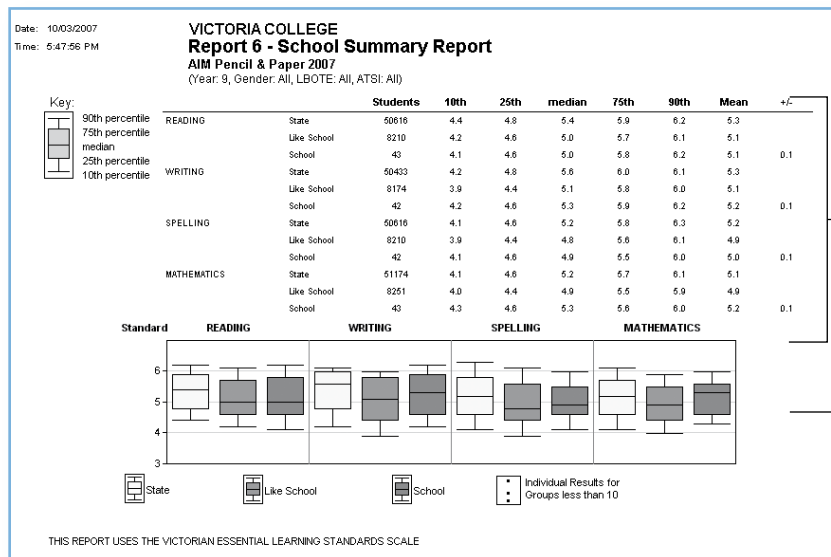 Date: 10/03/2007
Time: 5:47:56 PM
VICTORIA COLLEGE
Report 6 - School Summary Report
AIM Pencil & Paper 2007
(Year: 9, Gender: All, LBOTE: All, ATSI: All)
Key:
90th percentile
75th percentile
median
25th percentile
10th percentile
Students 10th 25th median 75th 90th Mean +/-
READING State 50616 4.4 4.8 5.4 5.9 6.2 5.3
Like School 8210 4.2 4.6 5.0 5.7 6.1 5.1
School 43 4.1 4.6 5.0 5.8 6.2 5.1 0.1
WRITING State 50433 4.2 4.8 5.6 6.0 6.1 5.3
Like School 8174 3.9 4.4 5.1 5.8 6.0 5.1
School 42 4.2 4.6 5.3 5.9 6.2 5.2 0.1
SPELLING State 50616 4.1 4.6 5.2 5.8 6.3 5.2
Like School 8210 3.9 4.4 4.8 5.6 6.1 4.9
School 42 4.1 4.6 4.9 5.5 6.0 5.0 0.1
MATHEMATICS State 51174 4.1 4.6 5.2 5.7 6.1 5.1
Like School 8251 4.0 4.4 4.9 5.5 5.9 4.9
School 43 4.3 4.6 5.3 5.6 6.0 5.2 0.1
Standard READING WRITING SPELLING MATHEMATICS
6
5
4
3
State
Like School
School
Individual Results for
Groups less than 10
THIS REPORT USES THE VICTORIAN ESSENTIAL LEARNING STANDARDS SCALE